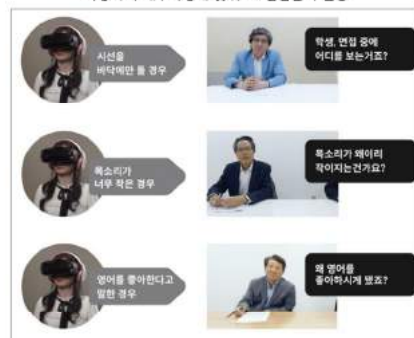 시선을
바닥에만 둘 경우
학생, 면접 중에
어디를 보는거죠?
목소리가
너무 작은 경우
목소리가 왜이리
작아지는건가요?
영어를 좋아한다고
말한 경우
왜 영어를
좋아하시게 됐죠?